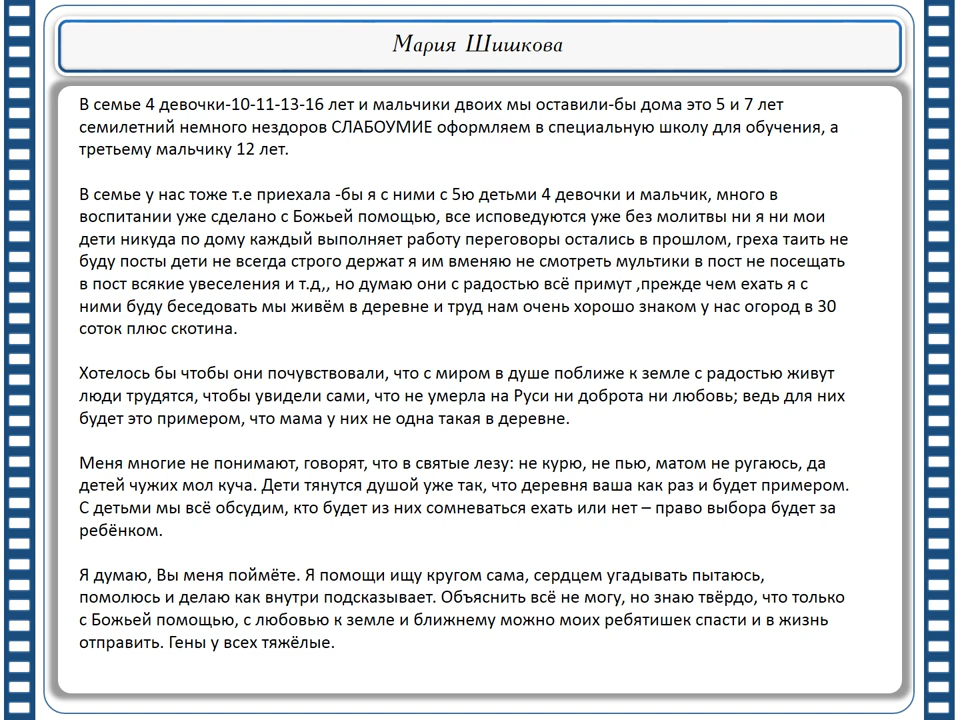 Мария Шишкова
В семье 4 девочки-10-11-13-16 лет и мальчики двоих мы оставили-бы дома это 5 и 7 лет
семилетний немного нездоров СЛАБОУМИЕ оформляем в специальную школу для обучения, а
третьему мальчику 12 лет.
В семье у нас тоже т.е приехала -бы я с ними с 5ю детьми 4 девочки и мальчик, много в
воспитании уже сделано с Божьей помощью, все исповедуются уже без молитвы ни я ни мои
дети никуда по дому каждый выполняет работу переговоры остались в прошлом, греха таить не
буду посты дети не всегда строго держат я им вменяю не смотреть мультики в пост не посещать
в пост всякие увеселения и т.д,, но думаю они с радостью всё примут ,прежде чем ехать я с
ними буду беседовать мы живём в деревне и труд нам очень хорошо знаком у нас огород в 30
соток плюс скотина.
Хотелось бы чтобы они почувствовали, что с миром в душе поближе к земле с радостью живут
люди трудятся, чтобы увидели сами, что не умерла на Руси ни доброта ни любовь; ведь для них
будет это примером, что мама у них не одна такая в деревне.
Меня многие не понимают, говорят, что в святые лезу: не курю, не пью, матом не ругаюсь, да
детей чужих мол куча. Дети тянутся душой уже так, что деревня ваша как раз и будет примером.
С детьми мы всё обсудим, кто будет из них сомневаться ехать или нет – право выбора будет за
ребёнком.
Я думаю, Вы меня поймёте. Я помощи ищу кругом сама, сердцем угадывать пытаюсь,
помолюсь и делаю как внутри подсказывает. Объяснить всё не могу, но знаю твёрдо, что только
с Божьей помощью, с любовью к земле и ближнему можно моих ребятишек спасти и в жизнь
отправить. Гены у всех тяжёлые.